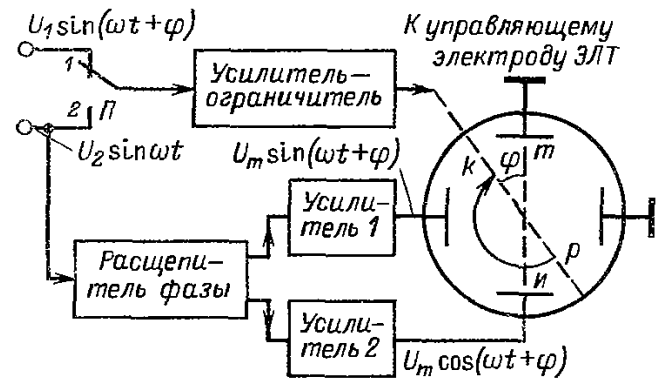 U₁sin(ωt+φ)
К управляющему
электроду ЭЛТ
1
2 П
U₂sinωt
Усилитель-
ограничитель
Uₘsin(ωt+φ)
k
φ
m
Усили-
тель 1
Расщепи-
тель фазы
p
и
Усили-
тель 2
Uₘcos(ωt+φ)